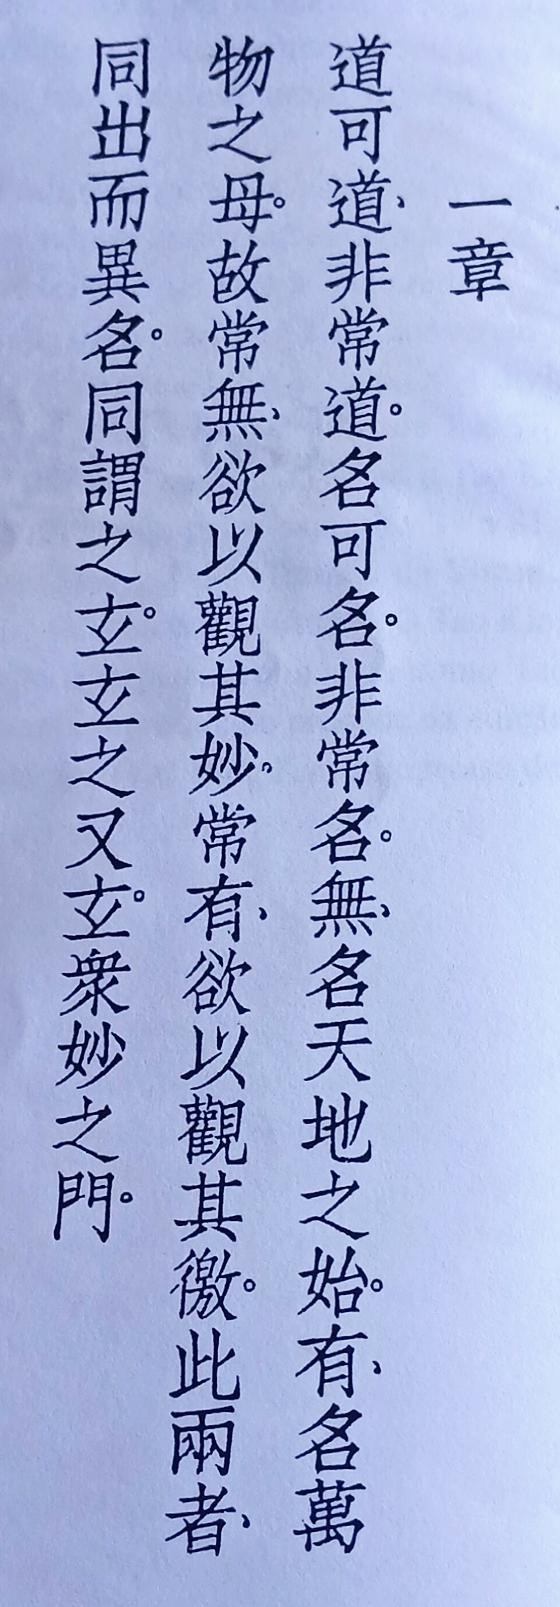 一章
道可道、非常道。名可名。非常名。無、名天地之始。有、名萬
物之母。故常無、欲以觀其妙。常有、欲以觀其徼。此兩者、
同出而異名。同謂之玄。玄之又玄。衆妙之門。